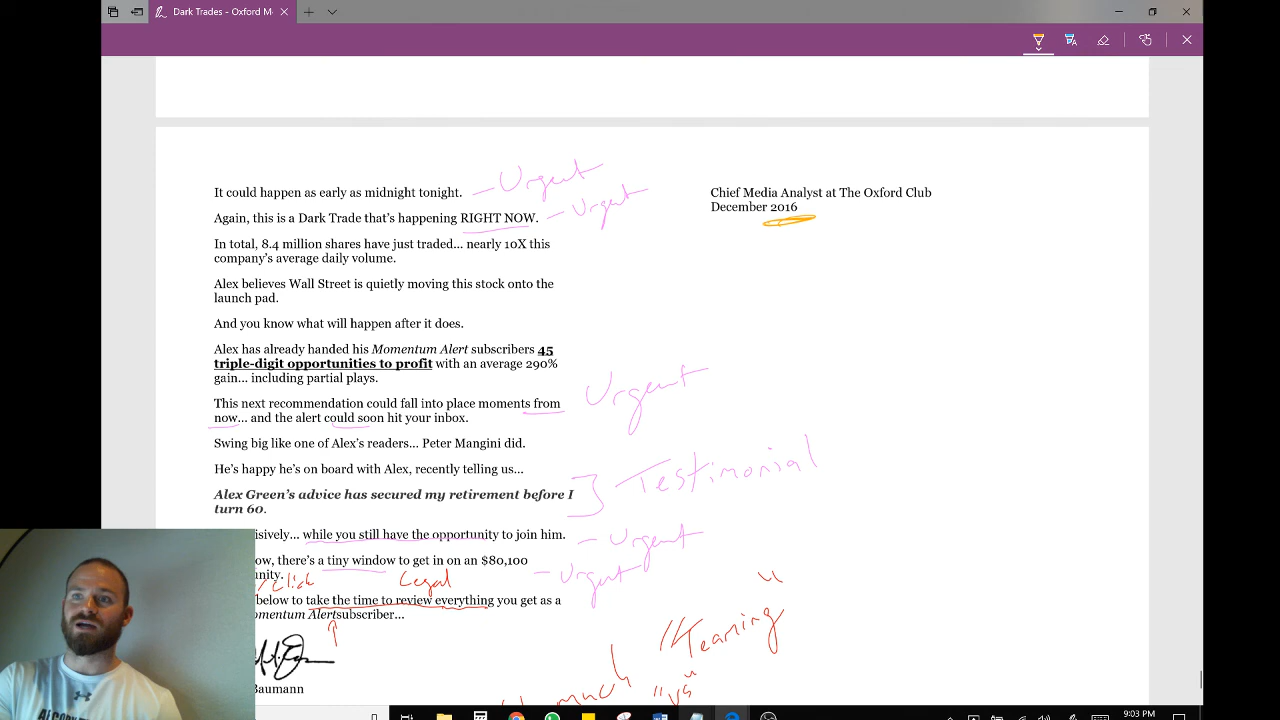 Dark Trades - Oxford M
It could happen as early as midnight tonight. - Urgent
Again, this is a Dark Trade that's happening RIGHT NOW. - Urgent
In total, 8.4 million shares have just traded... nearly 10X this
company's average daily volume.
Alex believes Wall Street is quietly moving this stock onto the
launch pad.
And you know what will happen after it does.
Alex has already handed his Momentum Alert subscribers 45
triple-digit opportunities to profit with an average 290%
gain... including partial plays.
This next recommendation could fall into place moments from
now... and the alert could soon hit your inbox.
Urgent
Swing big like one of Alex's readers... Peter Mangini did.
He's happy he's on board with Alex, recently telling us...
Alex Green's advice has secured my retirement before I
turn 60.
] Testimonial
isively... while you still have the opportunity to join him. - Urgent
ow, there's a tiny window to get in on an $80,100
unity. - Urgent
click Legal
below to take the time to review everything you get as a
omentum Alertsubscriber...
"Teaming
Baumann
much
"vs"
Chief Media Analyst at The Oxford Club
December 2016
9:03 PM